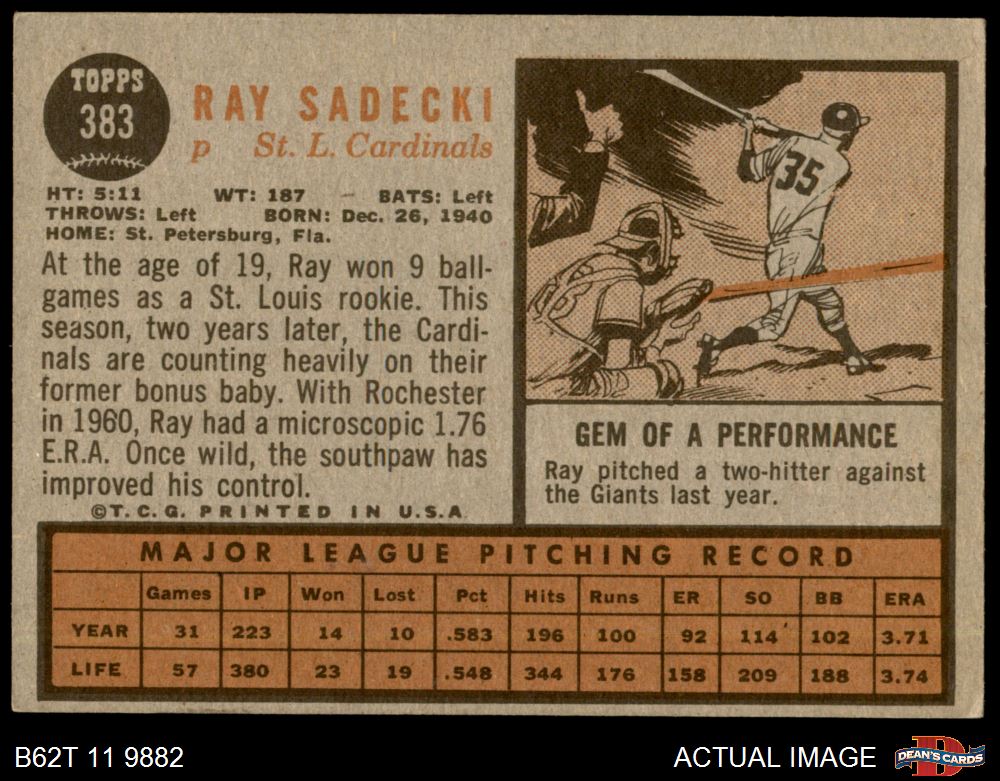 TOPPS
383
RAY SADECKI
p St. L. Cardinals
HT: 5:11 WT: 187 BATS: Left
THROWS: Left BORN: Dec. 26, 1940
HOME: St. Petersburg, Fla.
At the age of 19, Ray won 9 ball-
games as a St. Louis rookie. This
season, two years later, the Cardi-
nals are counting heavily on their
former bonus baby. With Rochester
in 1960, Ray had a microscopic 1.76
E.R.A. Once wild, the southpaw has
improved his control.
©T.C.G. PRINTED IN U.S.A.
35
GEM OF A PERFORMANCE
Ray pitched a two-hitter against
the Giants last year.
MAJOR LEAGUE PITCHING RECORD
Games IP Won Lost Pct Hits Runs ER SO BB ERA
YEAR 31 223 14 10 .583 196 100 92 114 102 3.71
LIFE 57 380 23 19 .548 344 176 158 209 188 3.74
B62T 11 9882
ACTUAL IMAGE
D
DEAN'S CARDS